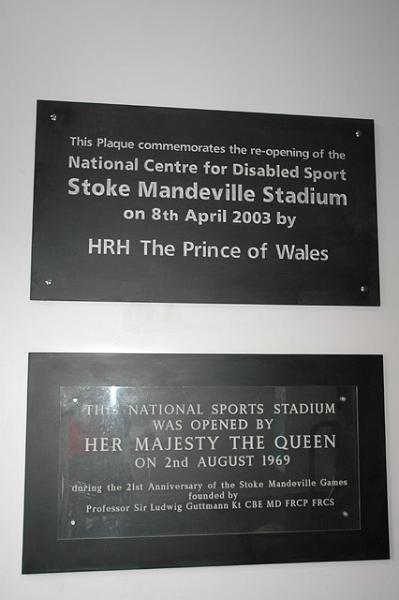 This Plaque commemorates the re-opening of the
National Centre for Disabled Sport
Stoke Mandeville Stadium
on 8th April 2003 by
HRH The Prince of Wales
THIS NATIONAL SPORTS STADIUM
WAS OPENED BY
HER MAJESTY THE QUEEN
ON 2nd AUGUST 1969
during the 21st Anniversary of the Stoke Mandeville Games
founded by
Professor Sir Ludwig Guttmann Kt CBE MD FRCP FRCS